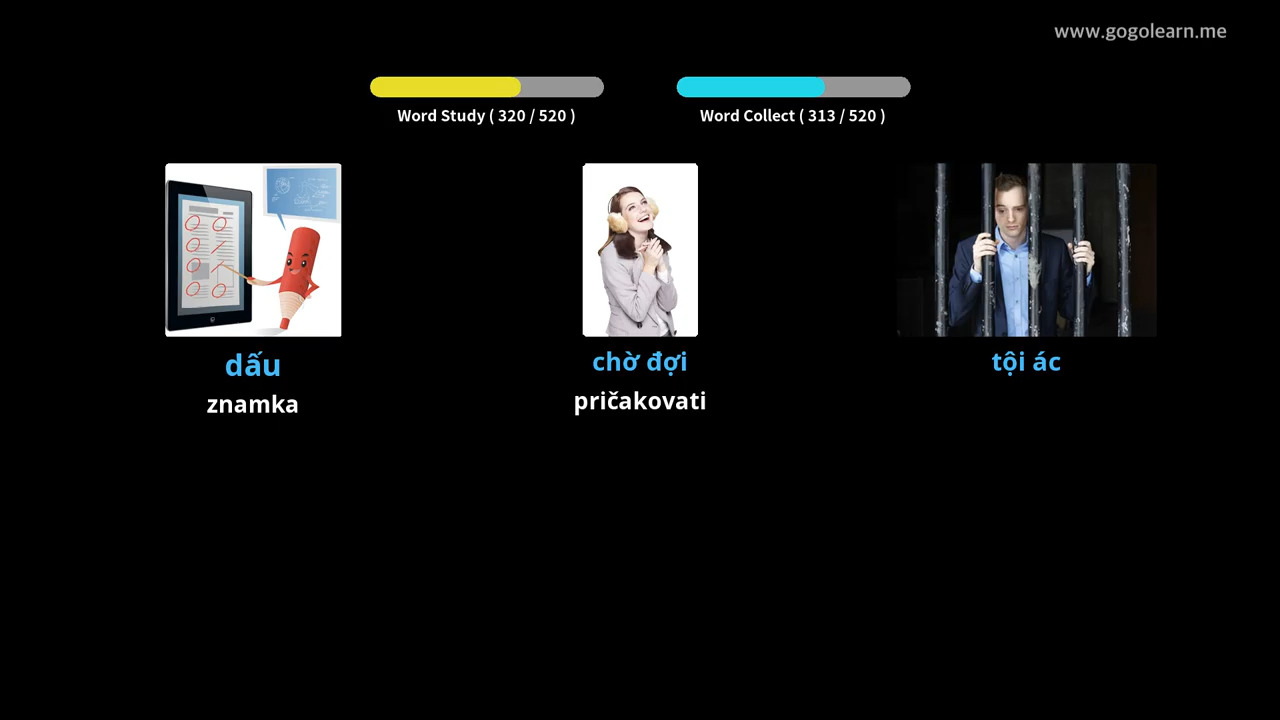 www.gogolearn.me
Word Study ( 320 / 520 )
Word Collect ( 313 / 520 )
dấu
znamka
chờ đợi
pričakovati
tội ác